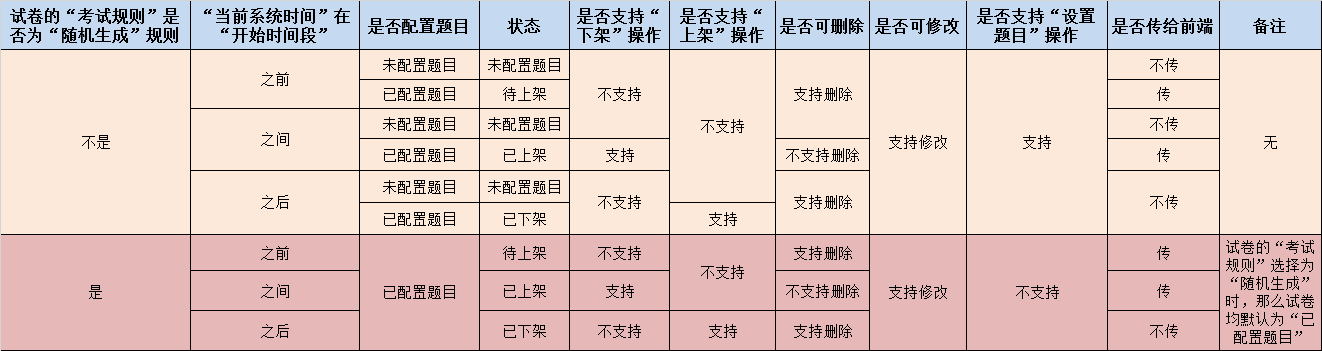 试卷的“考试规则”是否为“随机生成”规则 “当前系统时间”在“开始时间段” 是否配置题目 状态 是否支持“下架”操作 是否支持“上架”操作 是否可删除 是否可修改 是否支持“设置题目”操作 是否传给前端 备注
不是 之前 未配置题目 未配置题目 不支持 不支持 支持删除 支持修改 支持 不传 无
已配置题目 待上架 传
之间 未配置题目 未配置题目 不传
已配置题目 已上架 支持 不支持删除 传
之后 未配置题目 未配置题目 不支持 支持删除 不传
已配置题目 已下架 支持
是 之前 已配置题目 待上架 不支持 不支持 支持删除 支持修改 不支持 传 试卷的“考试规则”选择为“随机生成”时，那么试卷均默认为“已配置题目”
之间 已上架 支持 不支持删除 传
之后 已下架 不支持 支持 支持删除 不传